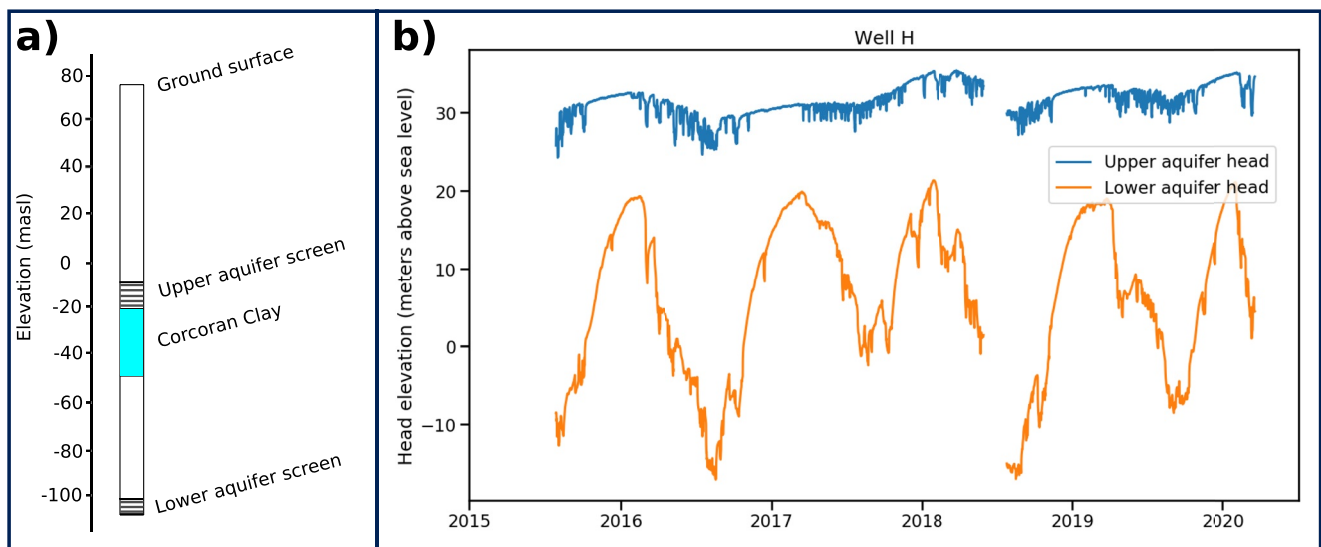 a)
Elevation (masl)
80
60
40
20
0
-20
-40
-60
-80
-100
Ground surface
Upper aquifer screen
Corcoran Clay
Lower aquifer screen
b)
Well H
Head elevation (meters above sea level)
30
20
10
0
−10
Upper aquifer head
Lower aquifer head
2015 2016 2017 2018 2019 2020